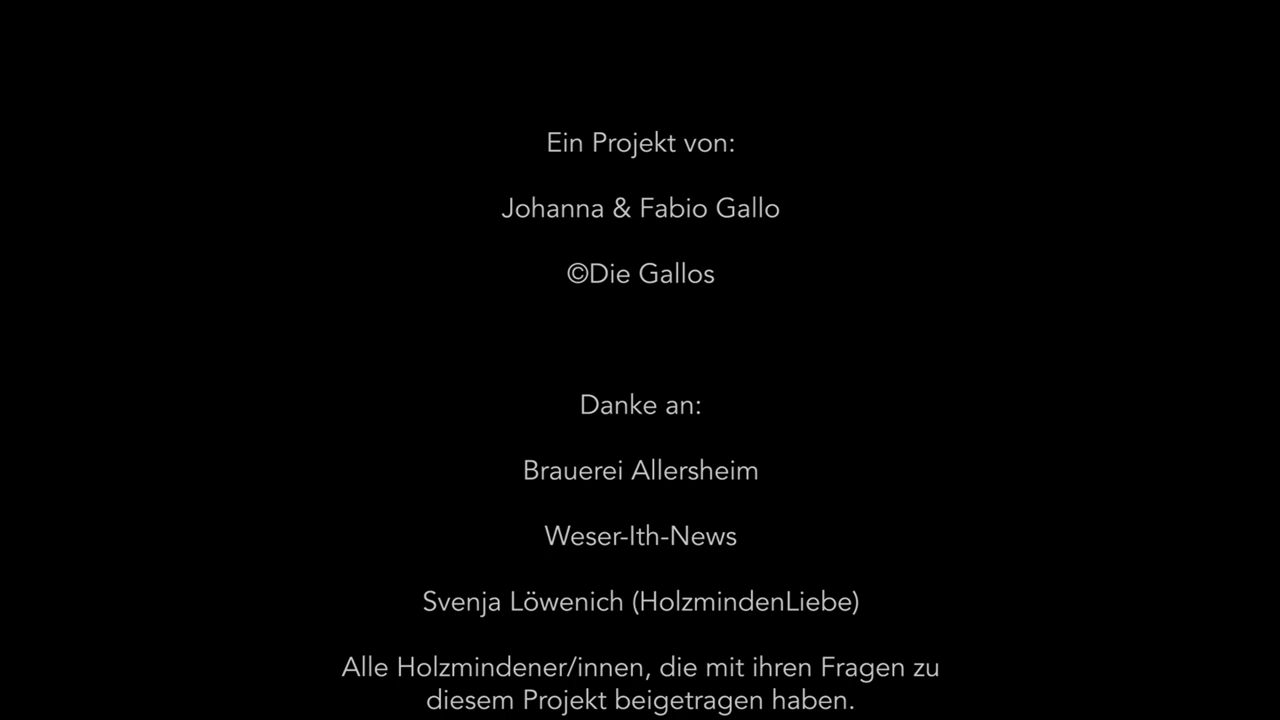 Ein Projekt von:
Johanna & Fabio Gallo
©Die Gallos
Danke an:
Brauerei Allersheim
Weser-Ith-News
Svenja Löwenich (HolzmindenLiebe)
Alle Holzmindener/innen, die mit ihren Fragen zu
diesem Projekt beigetragen haben.